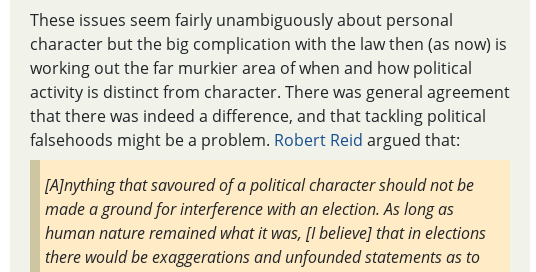 These issues seem fairly unambiguously about personal
character but the big complication with the law then (as now) is
working out the far murkier area of when and how political
activity is distinct from character. There was general agreement
that there was indeed a difference, and that tackling political
falsehoods might be a problem. Robert Reid argued that:
[A]nything that savoured of a political character should not be
made a ground for interference with an election. As long as
human nature remained what it was, [I believe] that in elections
there would be exaggerations and unfounded statements as to